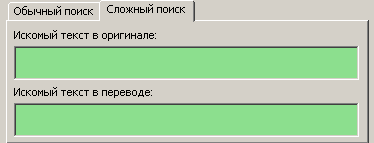 Обычный поиск Сложный поиск
Искомый текст в оригинале:
Искомый текст в переводе: